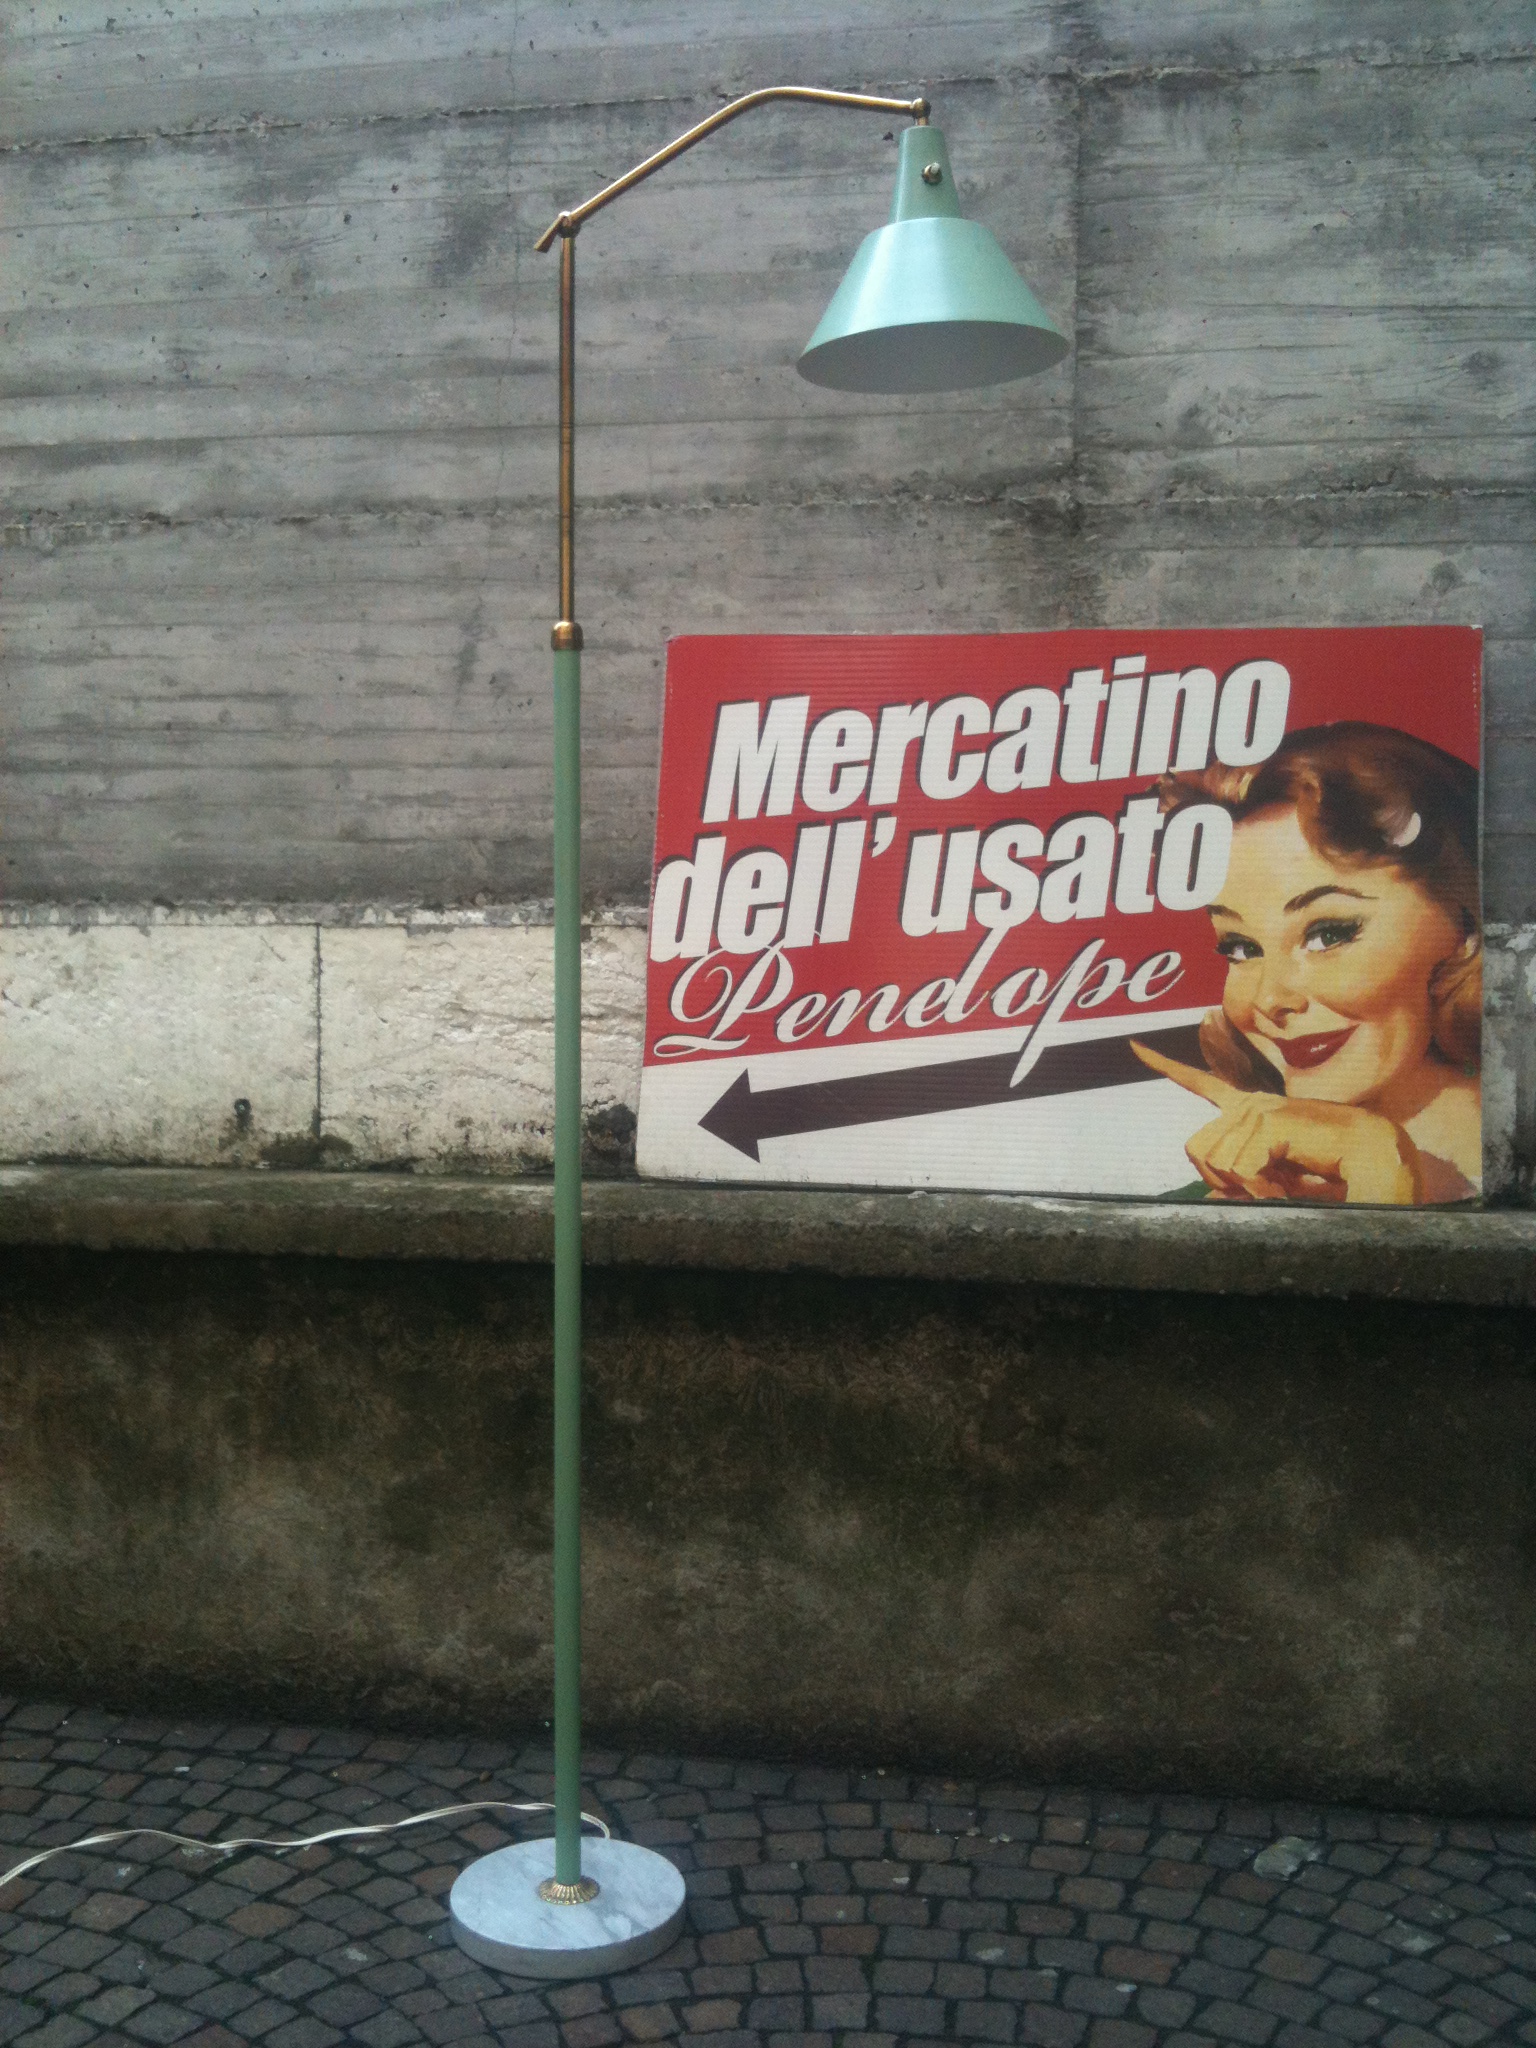 Mercatino
dell'usato
Penelope